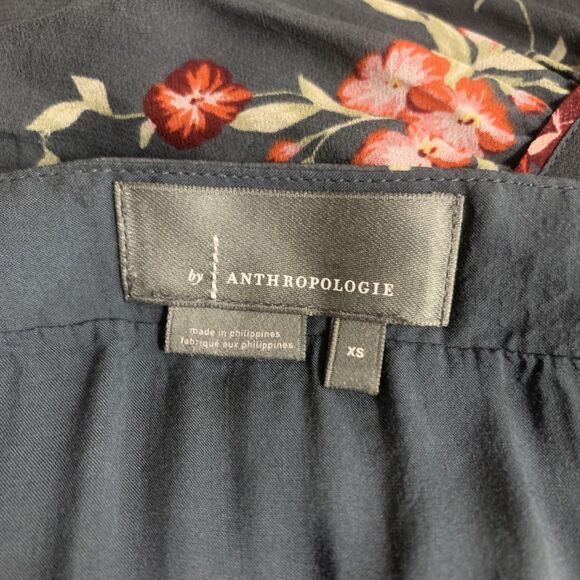 by ANTHROPOLOGIE
made in philippines
fabriqué aux philippines
XS